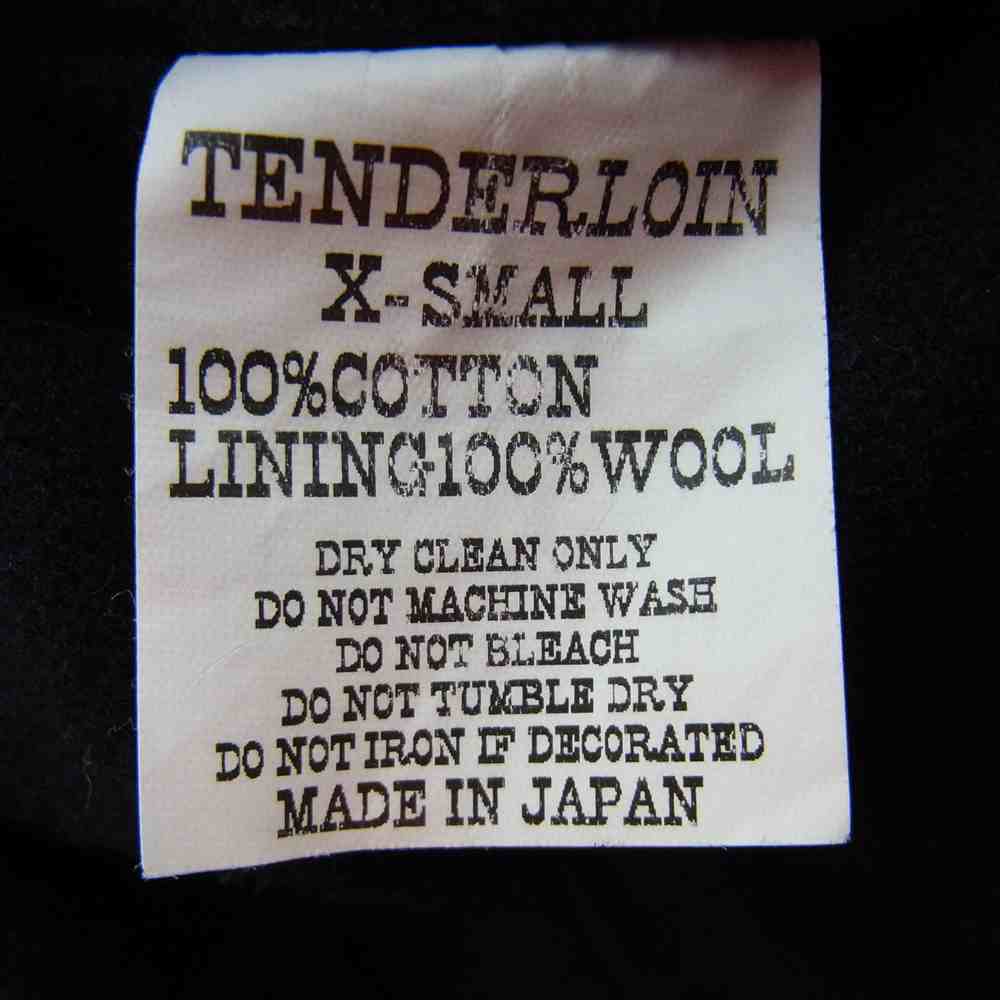 TENDERLOIN
X-SMALL
100%COTTON
LINING100%WOOL
DRY CLEAN ONLY
DO NOT MACHINE WASH
DO NOT BLEACH
DO NOT TUMBLE DRY
DO NOT IRON IF DECORATED
MADE IN JAPAN